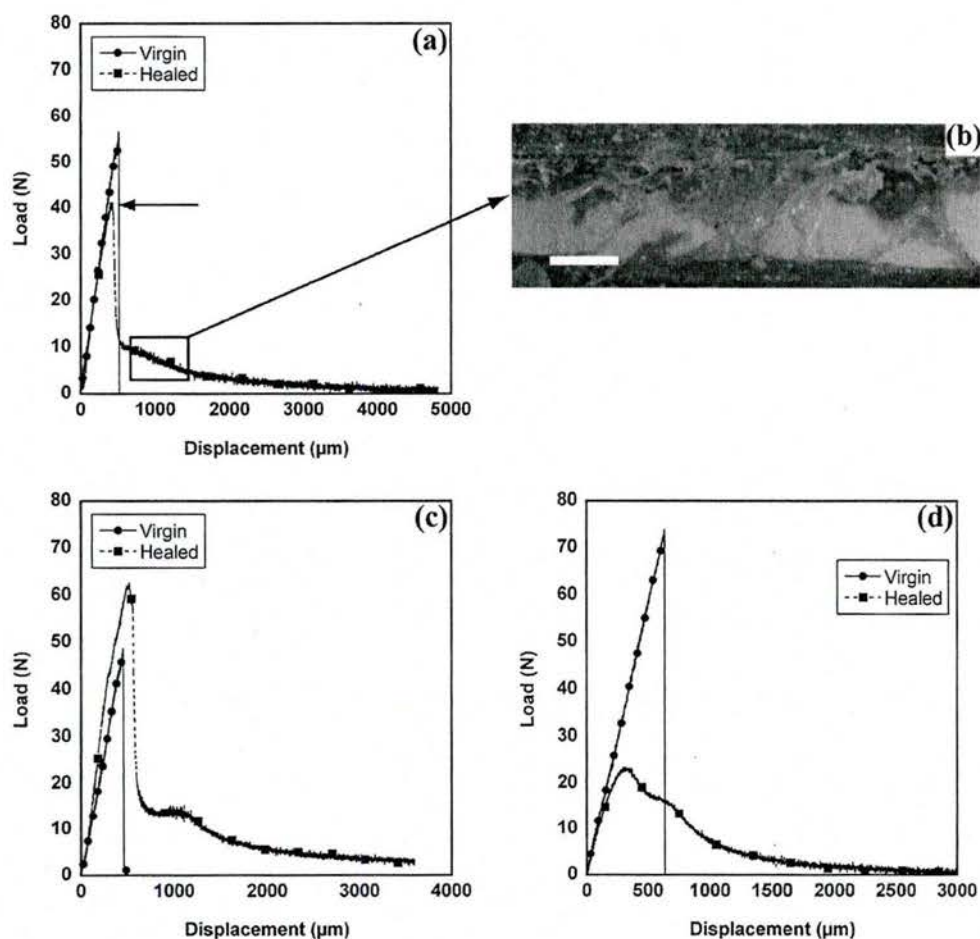 (a)
80
70
60
50
40
30
20
10
0
Load (N)
Virgin
Healed
0 1000 2000 3000 4000 5000
Displacement (µm)
(b)
(c)
80
70
60
50
40
30
20
10
0
Load (N)
Virgin
Healed
0 1000 2000 3000 4000
Displacement (µm)
(d)
80
70
60
50
40
30
20
10
0
Load (N)
Virgin
Healed
0 500 1000 1500 2000 2500 3000
Displacement (µm)